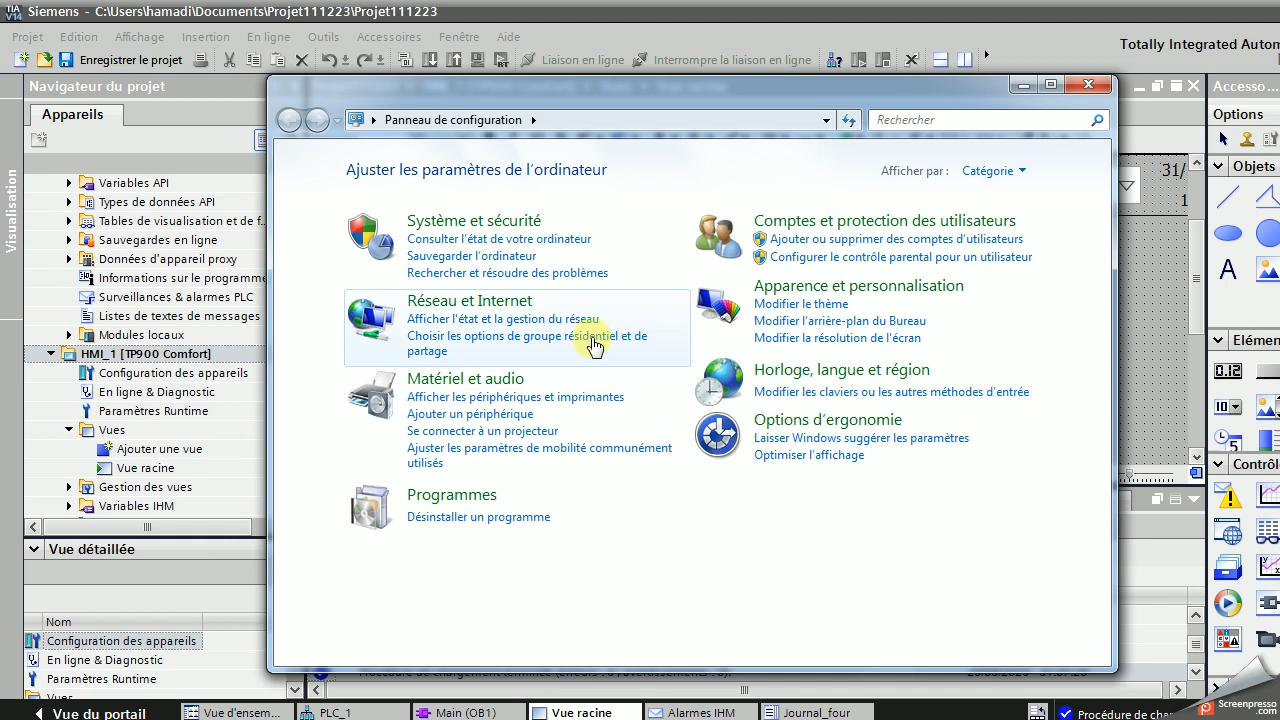 TIA
V14
Siemens - C:\Users\hamadi\Documents\Projet111223\Projet111223
Projet Edition Affichage Insertion En ligne Outils Accessoires Fenêtre Aide
Totally Integrated Autom
Enregistrer le projet
Liaison en ligne
Interrompre la liaison en ligne
Navigateur du projet
Appareils
Visualisation
Variables API
Types de données API
Tables de visualisation et de f...
Sauvegardes en ligne
Données d'appareil proxy
Informations sur le programme
Surveillances & alarmes PLC
Listes de textes de messages
Modules locaux
HMI_1 [TP900 Comfort]
Configuration des appareils
En ligne & Diagnostic
Paramètres Runtime
Vues
Ajouter une vue
Vue racine
Gestion des vues
Variables IHM
Vue détaillée
Nom
Configuration des appareils
En ligne & Diagnostic
Paramètres Runtime
Vues
Panneau de configuration
Rechercher
Ajuster les paramètres de l'ordinateur
Afficher par :
Catégorie
Système et sécurité
Consulter l'état de votre ordinateur
Sauvegarder l'ordinateur
Rechercher et résoudre des problèmes
Réseau et Internet
Afficher l'état et la gestion du réseau
Choisir les options de groupe résidentiel et de
partage
Matériel et audio
Afficher les périphériques et imprimantes
Ajouter un périphérique
Se connecter à un projecteur
Ajuster les paramètres de mobilité communément
utilisés
Programmes
Désinstaller un programme
Comptes et protection des utilisateurs
Ajouter ou supprimer des comptes d'utilisateurs
Configurer le contrôle parental pour un utilisateur
Apparence et personnalisation
Modifier le thème
Modifier l'arrière-plan du Bureau
Modifier la résolution de l'écran
Horloge, langue et région
Modifier les claviers ou les autres méthodes d'entrée
Options d'ergonomie
Laisser Windows suggérer les paramètres
Optimiser l'affichage
31/
1
Accesso...
Options
Objets
A
Elémen
0.12
10
5
Contrôl
Vue du portail
Vue d'ensem...
PLC_1
Main (OB1)
Vue racine
Alarmes IHM
Journal_four
Procédure de char
Screenpresso
.com